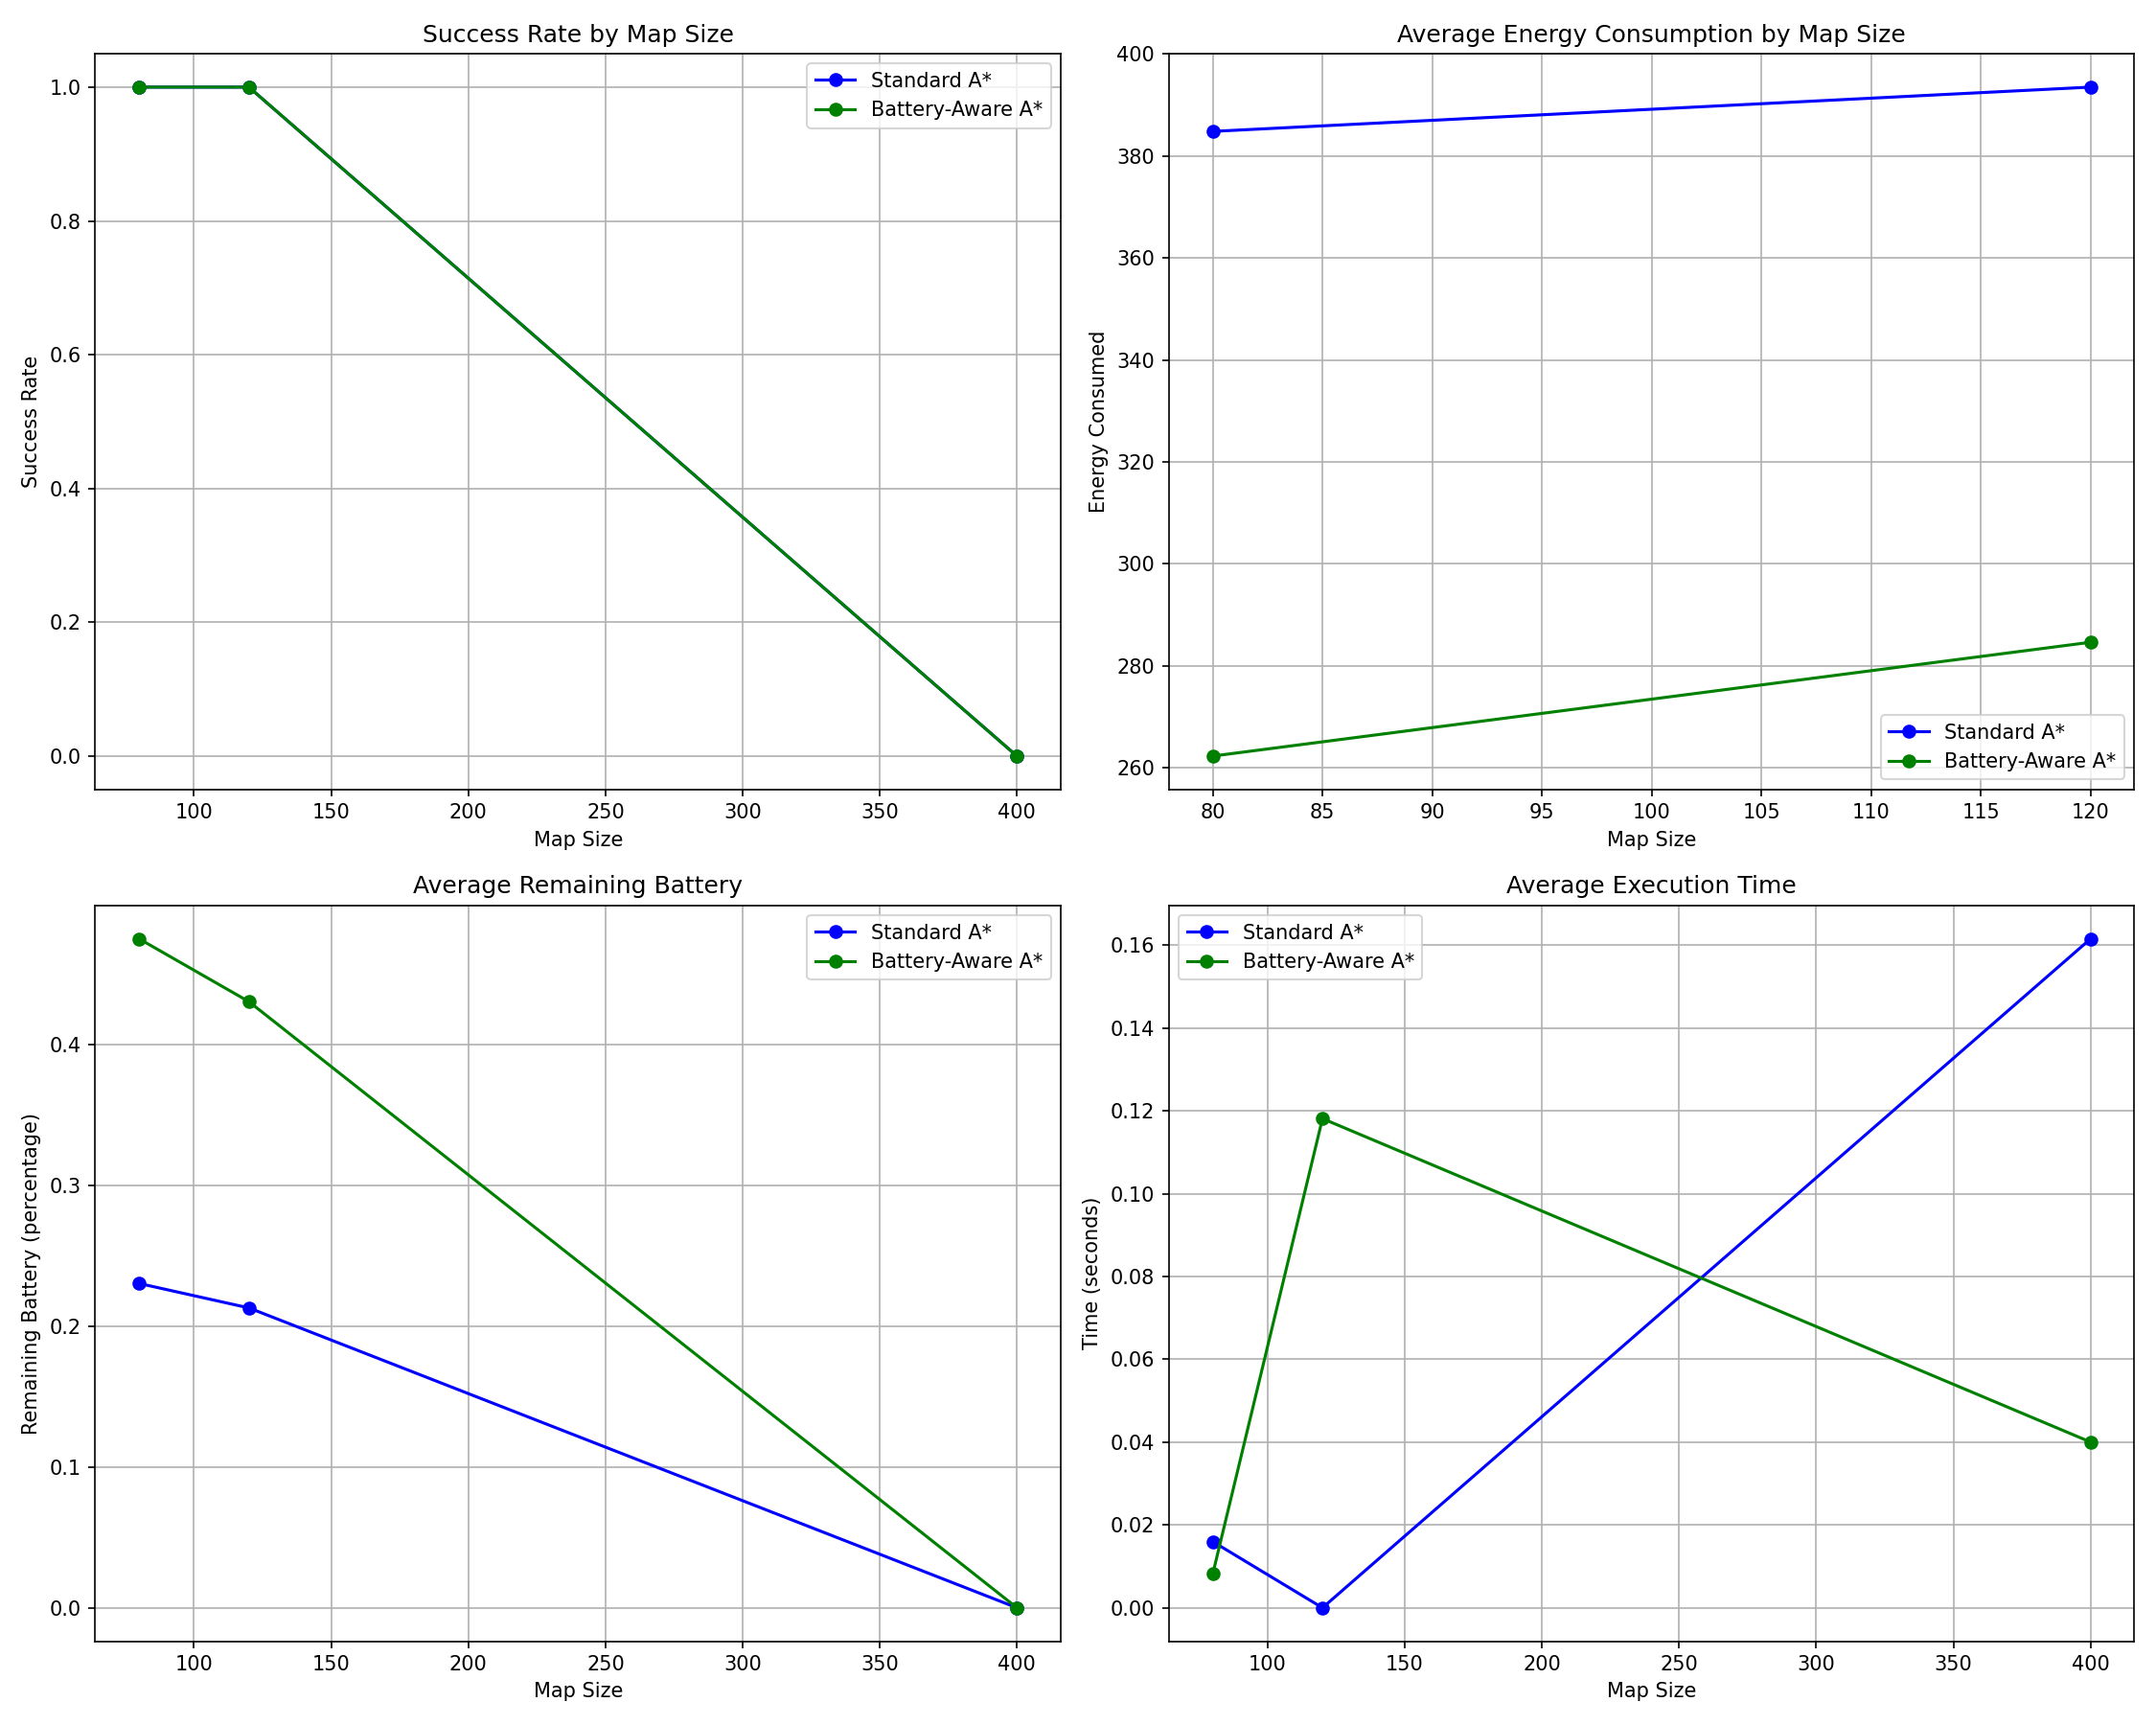 Success Rate by Map Size
Standard A*
Battery-Aware A*
Success Rate
1.0
0.8
0.6
0.4
0.2
0.0
100 150 200 250 300 350 400
Map Size
Average Energy Consumption by Map Size
Energy Consumed
400
380
360
340
320
300
280
260
Standard A*
Battery-Aware A*
80 85 90 95 100 105 110 115 120
Map Size
Average Remaining Battery
Standard A*
Battery-Aware A*
Remaining Battery (percentage)
0.4
0.3
0.2
0.1
0.0
100 150 200 250 300 350 400
Map Size
Average Execution Time
Standard A*
Battery-Aware A*
Time (seconds)
0.16
0.14
0.12
0.10
0.08
0.06
0.04
0.02
0.00
100 150 200 250 300 350 400
Map Size